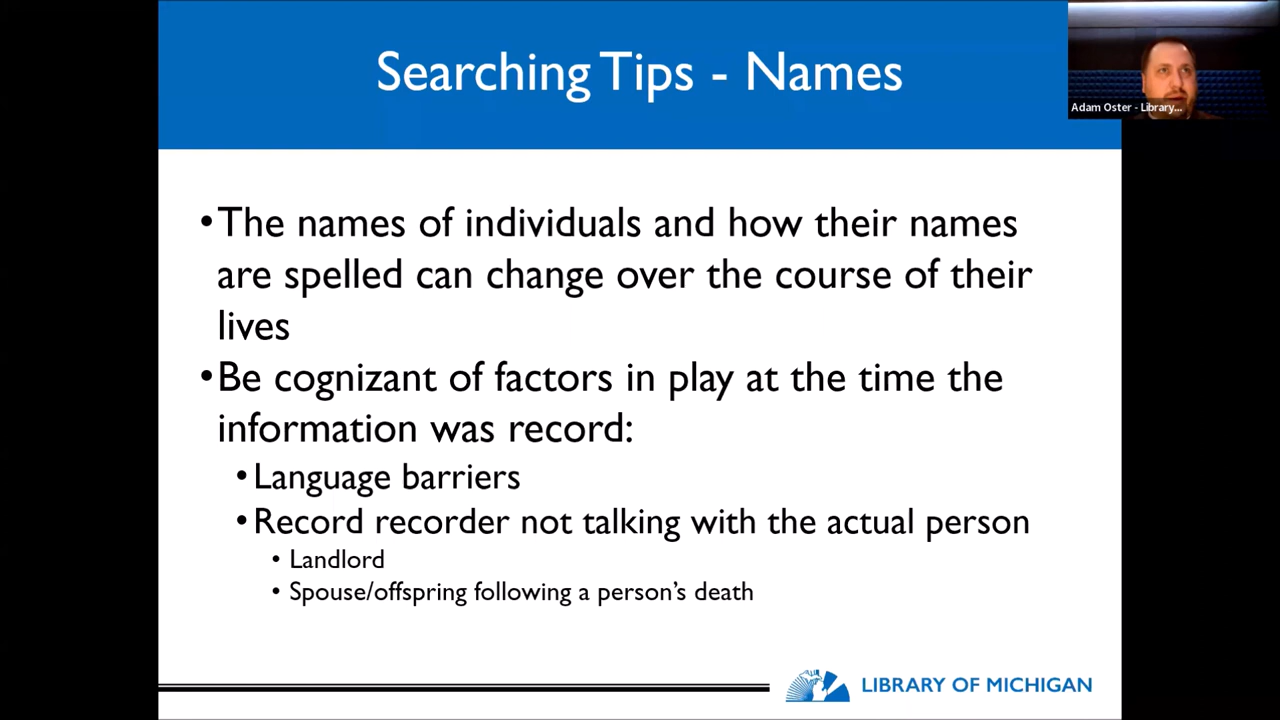 Searching Tips - Names
Adam Oster - Library...
•The names of individuals and how their names
are spelled can change over the course of their
lives
•Be cognizant of factors in play at the time the
information was record:
•Language barriers
•Record recorder not talking with the actual person
•Landlord
•Spouse/offspring following a person’s death
LIBRARY OF MICHIGAN